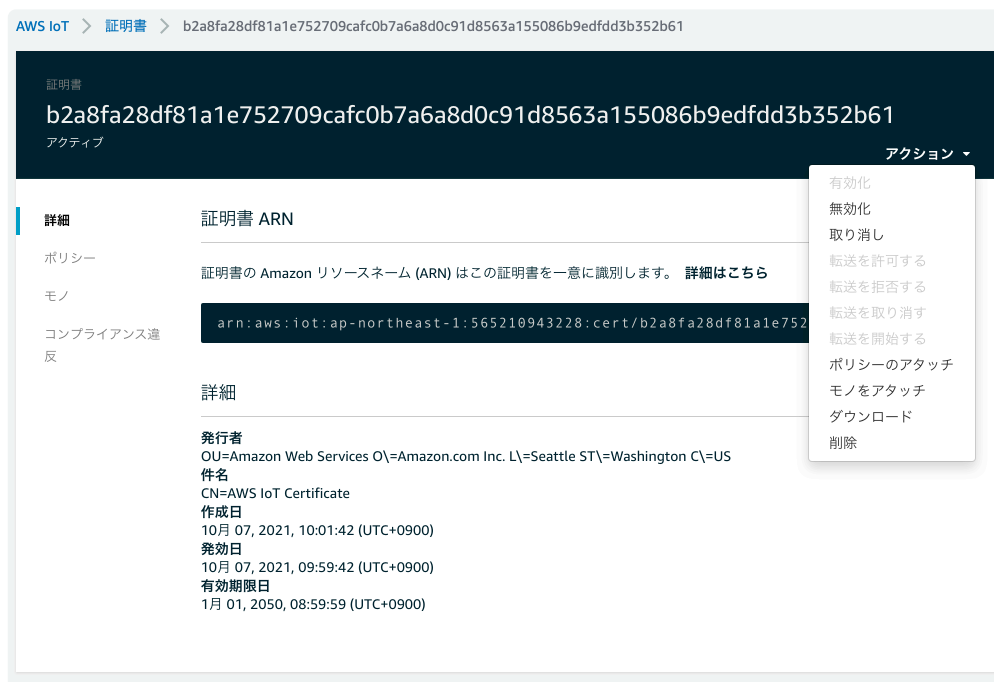 AWS IoT > 証明書 > b2a8fa28df81a1e752709cafc0b7a6a8d0c91d8563a155086b9edfdd3b352b61
証明書
b2a8fa28df81a1e752709cafc0b7a6a8d0c91d8563a155086b9edfdd3b352b61
アクティブ
アクション
有効化
無効化
取り消し
転送を許可する
転送を拒否する
転送を取り消す
転送を開始する
ポリシーのアタッチ
モノをアタッチ
ダウンロード
削除
詳細
ポリシー
モノ
コンプライアンス違
反
証明書 ARN
証明書の Amazon リソースネーム (ARN) はこの証明書を一意に識別します。 詳細はこちら
arn:aws:iot:ap-northeast-1:565210943228:cert/b2a8fa28df81a1e752
詳細
発行者
OU=Amazon Web Services O\=Amazon.com Inc. L\=Seattle ST\=Washington C\=US
件名
CN=AWS IoT Certificate
作成日
10月 07, 2021, 10:01:42 (UTC+0900)
発効日
10月 07, 2021, 09:59:42 (UTC+0900)
有効期限日
1月 01, 2050, 08:59:59 (UTC+0900)